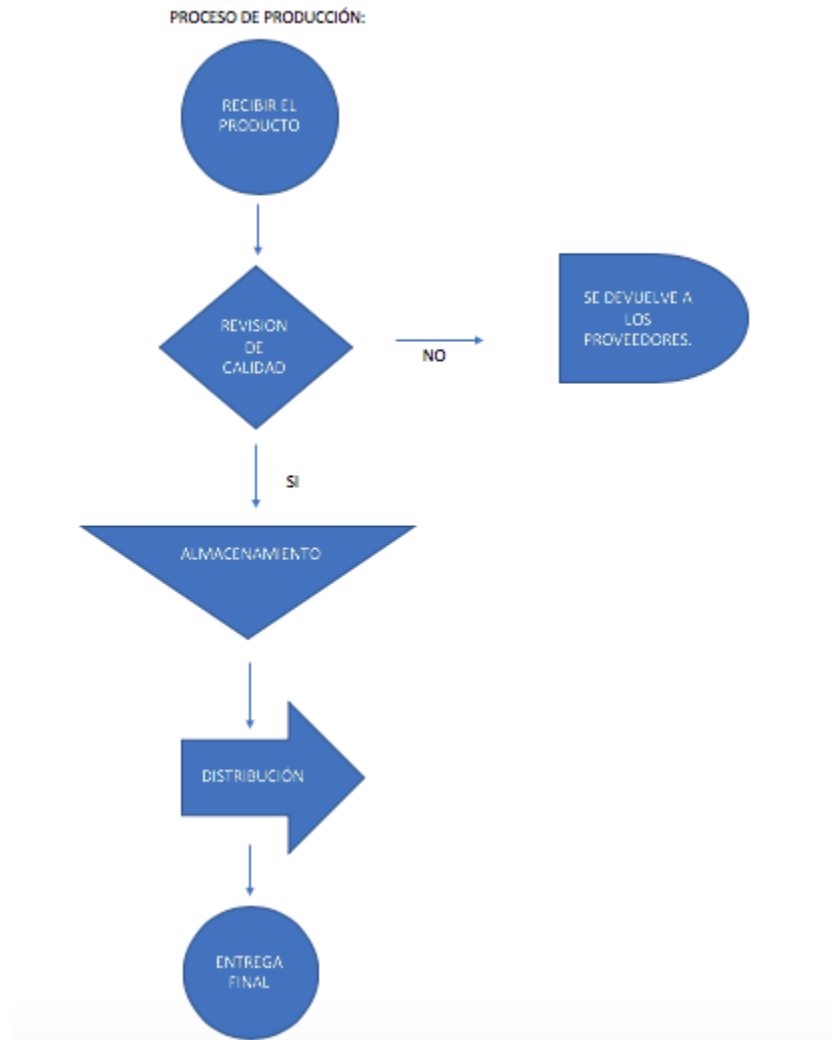 PROCESO DE PRODUCCIÓN:
RECIBIR EL
PRODUCTO
REVISION
DE
CALIDAD
NO
SE DEVUELVE A
LOS
PROVEEDORES.
SI
ALMACENAMIENTO
DISTRIBUCIÓN
ENTREGA
FINAL